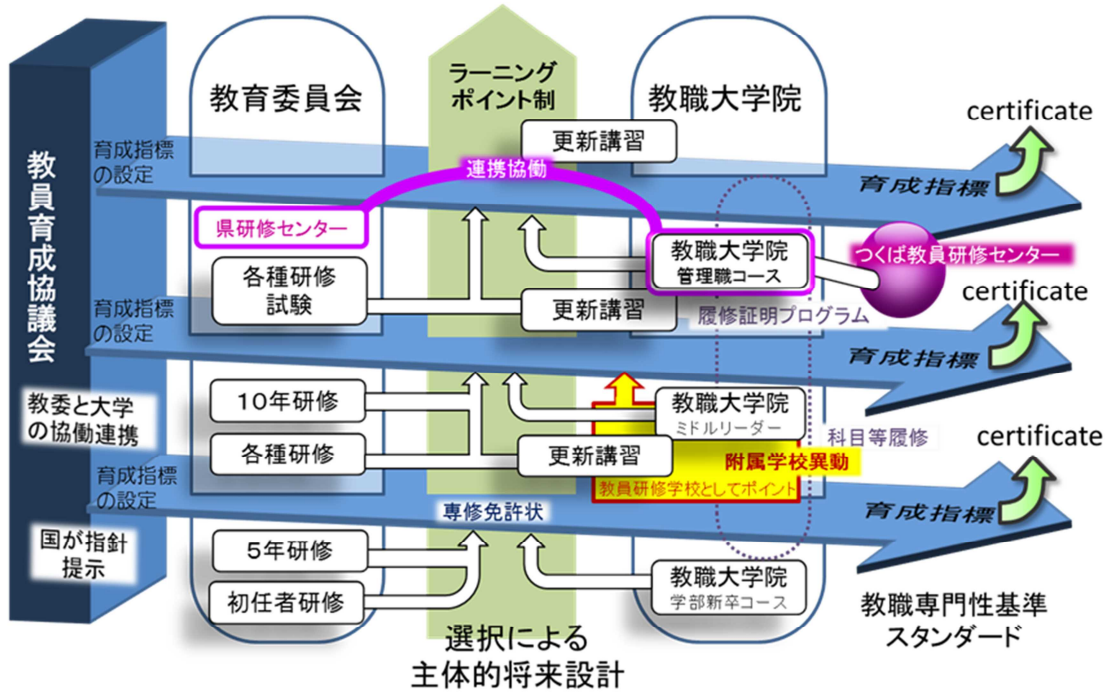 教員育成協議会
教委と大学
の協働連携
国が指針
提示
教育委員会
ラーニング
ポイント制
教職大学院
更新講習
certificate
育成指標
の設定
連携協働
育成指標
県研修センター
教職大学院
管理職コース
つくば教員研修センター
各種研修
試験
更新講習
履修証明プログラム
certificate
育成指標
の設定
育成指標
10年研修
教職大学院
ミドルリーダー
科目等履修
certificate
各種研修
更新講習
附属学校異動
教員研修学校としてポイント
育成指標
の設定
専修免許状
育成指標
5年研修
初任者研修
教職大学院
学部新卒コース
教職専門性基準
スタンダード
選択による
主体的将来設計